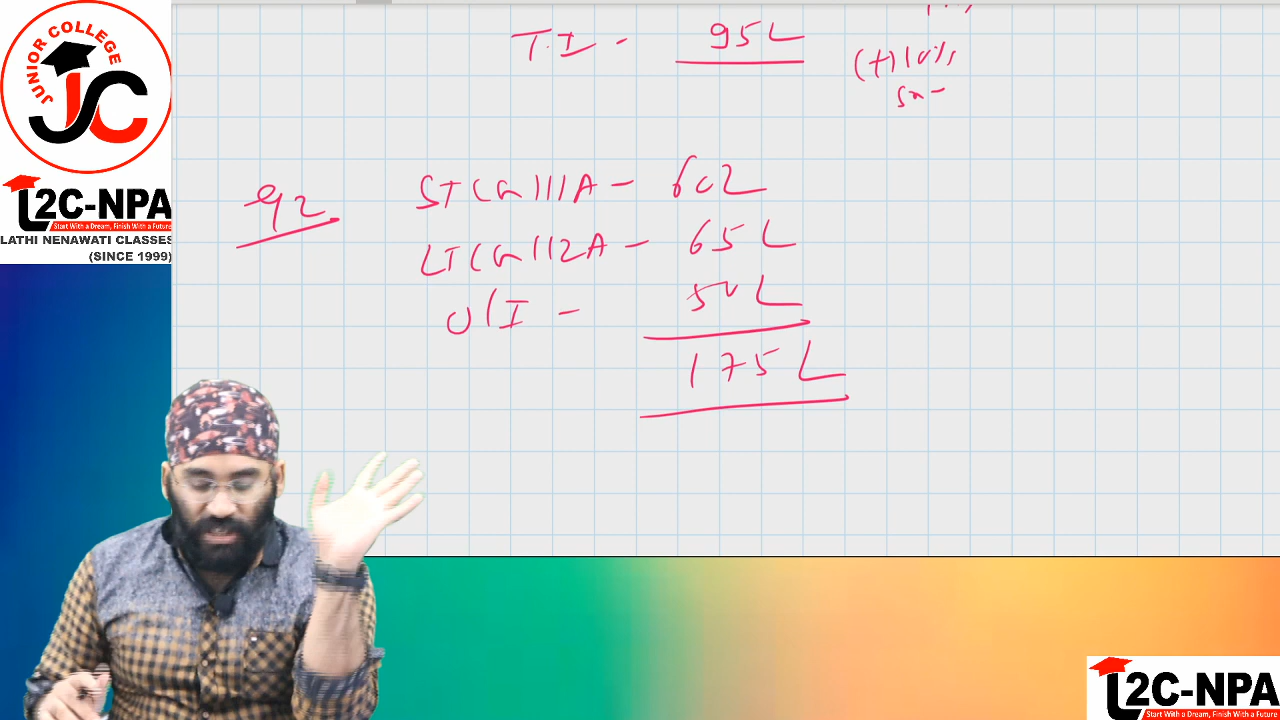 JUNIOR COLLEGE
JC
L2C-NPA
Start With a Dream, Finish With a Future
LATHI NENAWATI CLASSES
(SINCE 1999)
T.I - 95L
(+) 10%
Q2
STCG 111A - 60L
LTCG 112A - 65L
O/I - 50L
175L
L2C-NPA
Start With a Dream, Finish With a Future